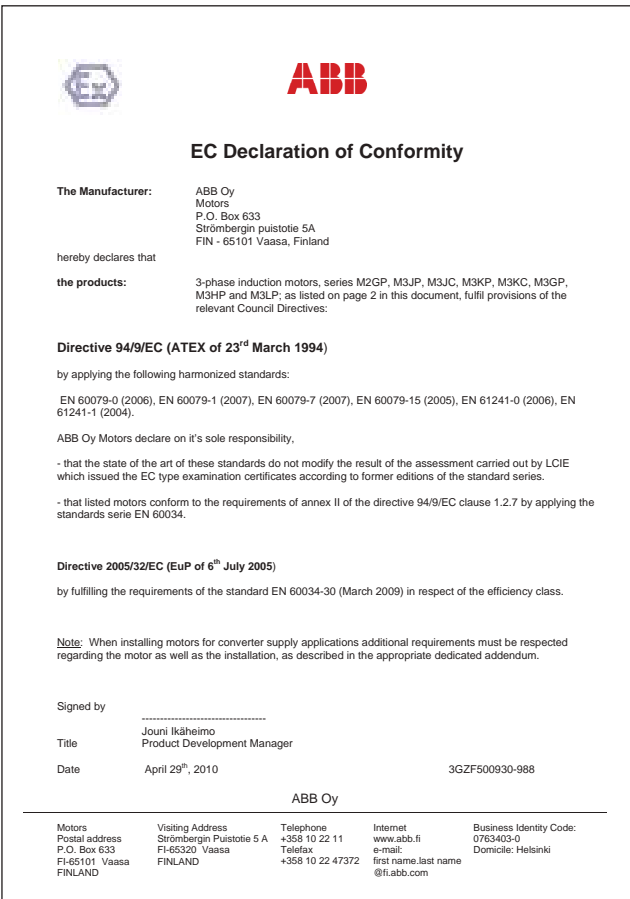 Ex
ABB
EC Declaration of Conformity
The Manufacturer: ABB Oy
Motors
P.O. Box 633
Strömbergin puistotie 5A
FIN - 65101 Vaasa, Finland
hereby declares that
the products: 3-phase induction motors, series M2GP, M3JP, M3JC, M3KP, M3KC, M3GP,
M3HP and M3LP; as listed on page 2 in this document, fulfil provisions of the
relevant Council Directives:
Directive 94/9/EC (ATEX of 23rd March 1994)
by applying the following harmonized standards:
EN 60079-0 (2006), EN 60079-1 (2007), EN 60079-7 (2007), EN 60079-15 (2005), EN 61241-0 (2006), EN
61241-1 (2004).
ABB Oy Motors declare on it's sole responsibility,
- that the state of the art of these standards do not modify the result of the assessment carried out by LCIE
which issued the EC type examination certificates according to former editions of the standard series.
- that listed motors conform to the requirements of annex II of the directive 94/9/EC clause 1.2.7 by applying the
standards serie EN 60034.
Directive 2005/32/EC (EuP of 6th July 2005)
by fulfilling the requirements of the standard EN 60034-30 (March 2009) in respect of the efficiency class.
Note: When installing motors for converter supply applications additional requirements must be respected
regarding the motor as well as the installation, as described in the appropriate dedicated addendum.
Signed by
----------------------------------
Jouni Ikäheimo
Title Product Development Manager
Date April 29th, 2010 3GZF500930-988
ABB Oy
Motors Visiting Address Telephone Internet Business Identity Code:
Postal address Strömbergin Puistotie 5 A +358 10 22 11 www.abb.fi 0763403-0
P.O. Box 633 FI-65320 Vaasa Telefax e-mail: Domicile: Helsinki
FI-65101 Vaasa FINLAND +358 10 22 47372 first name.last name
FINLAND @fi.abb.com